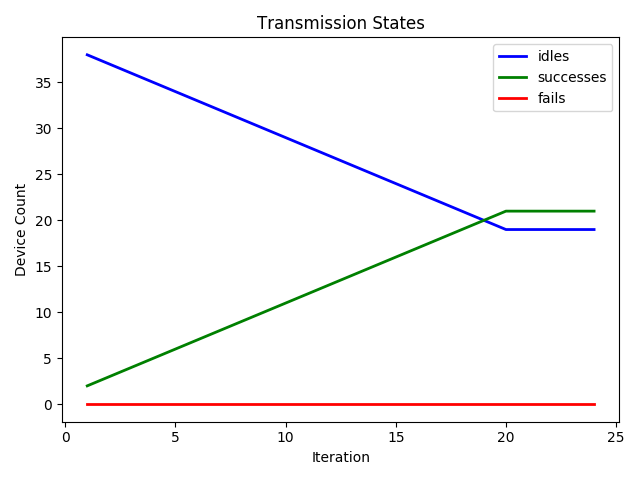 Transmission States
idles
successes
fails
Device Count
35
30
25
20
15
10
5
0
0 5 10 15 20 25
Iteration